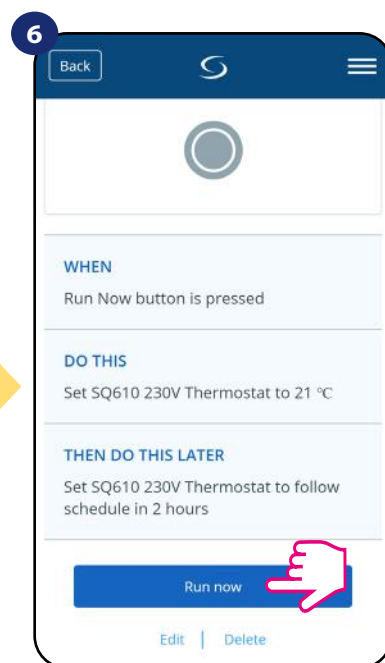 6
Back
WHEN
Run Now button is pressed
DO THIS
Set SQ610 230V Thermostat to 21 °C
THEN DO THIS LATER
Set SQ610 230V Thermostat to follow
schedule in 2 hours
Run now
Edit | Delete